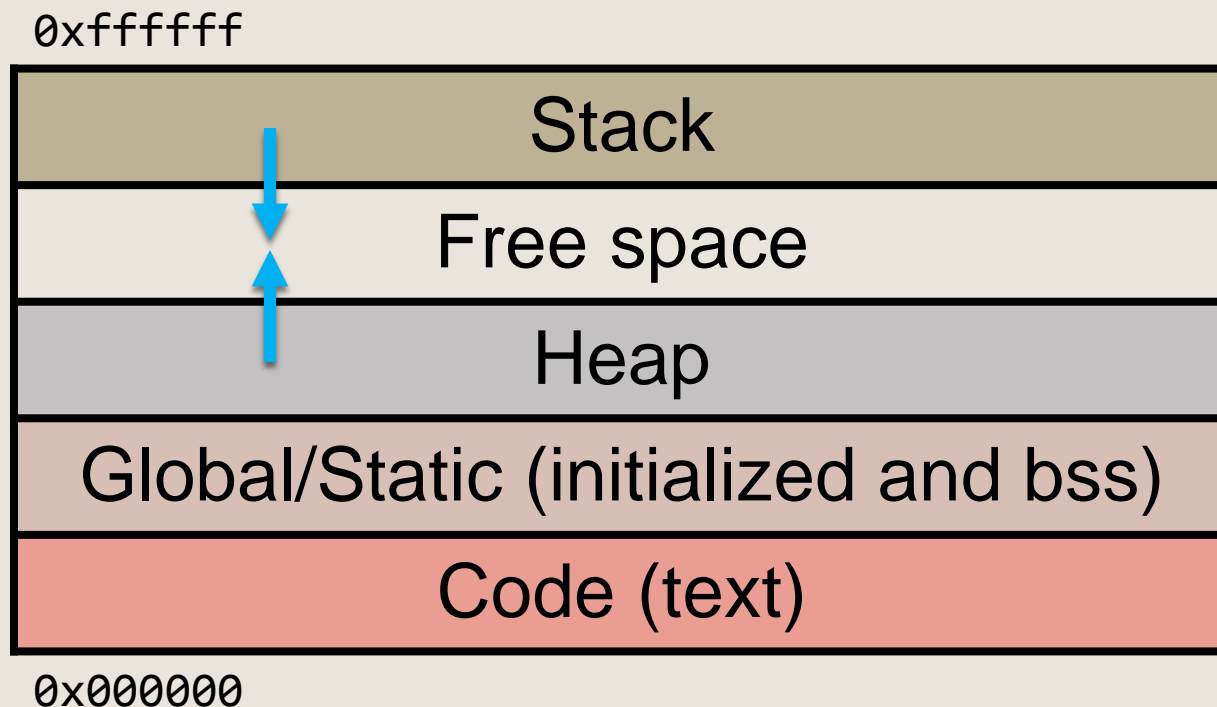 0xffffff
Stack
Free space
Heap
Global/Static (initialized and bss)
Code (text)
0x000000